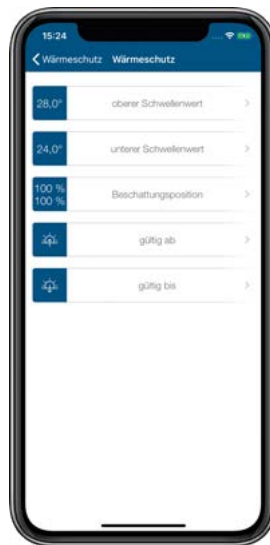 15:24
Wärmeschutz Wärmeschutz
28,0° oberer Schwellenwert
24,0° unterer Schwellenwert
100 %
100 % Beschattungsposition
gültig ab
gültig bis